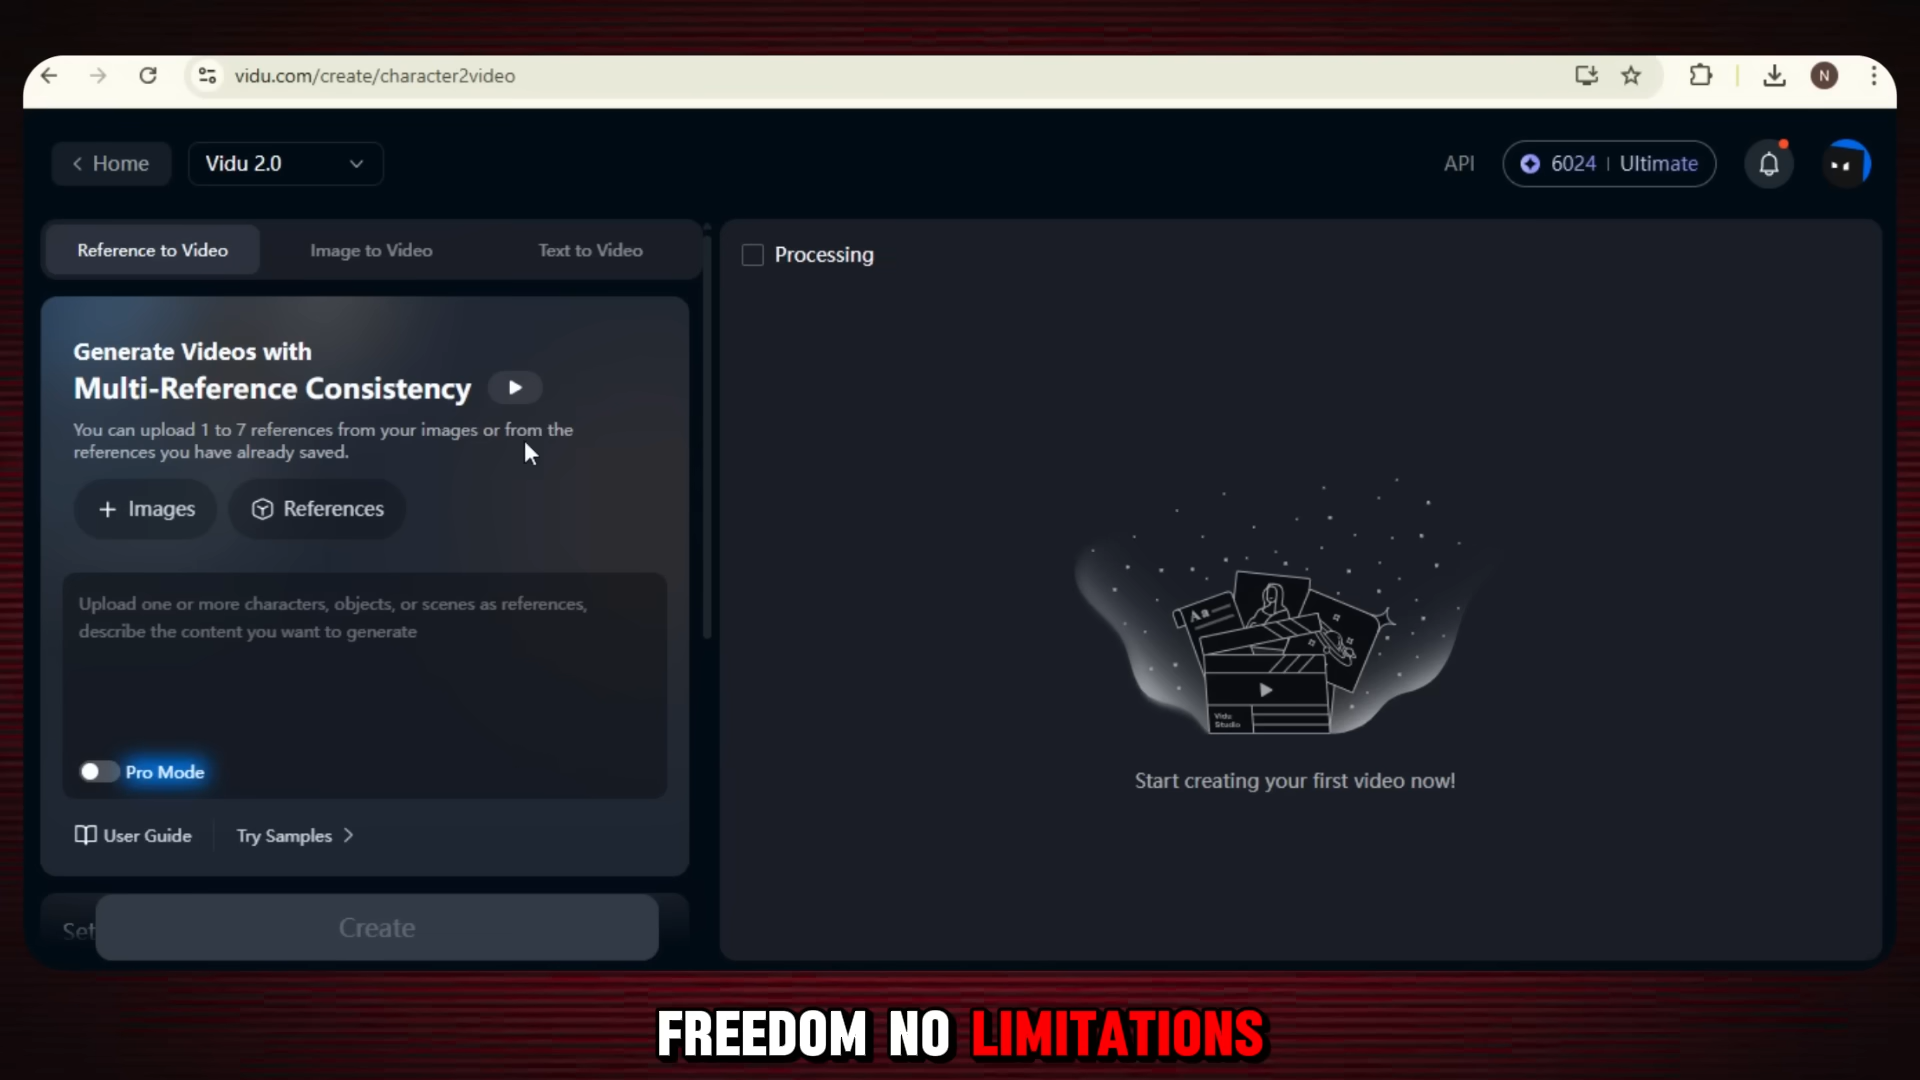 vidu.com/create/character2video
N
Home
Vidu 2.0
API
6024 | Ultimate
Reference to Video
Image to Video
Text to Video
Processing
Generate Videos with
Multi-Reference Consistency
You can upload 1 to 7 references from your images or from the
references you have already saved.
+ Images
References
Upload one or more characters, objects, or scenes as references,
describe the content you want to generate
Aa
Vidu
Studio
Pro Mode
Start creating your first video now!
User Guide
Try Samples >
Set
Create
FREEDOM NO LIMITATIONS